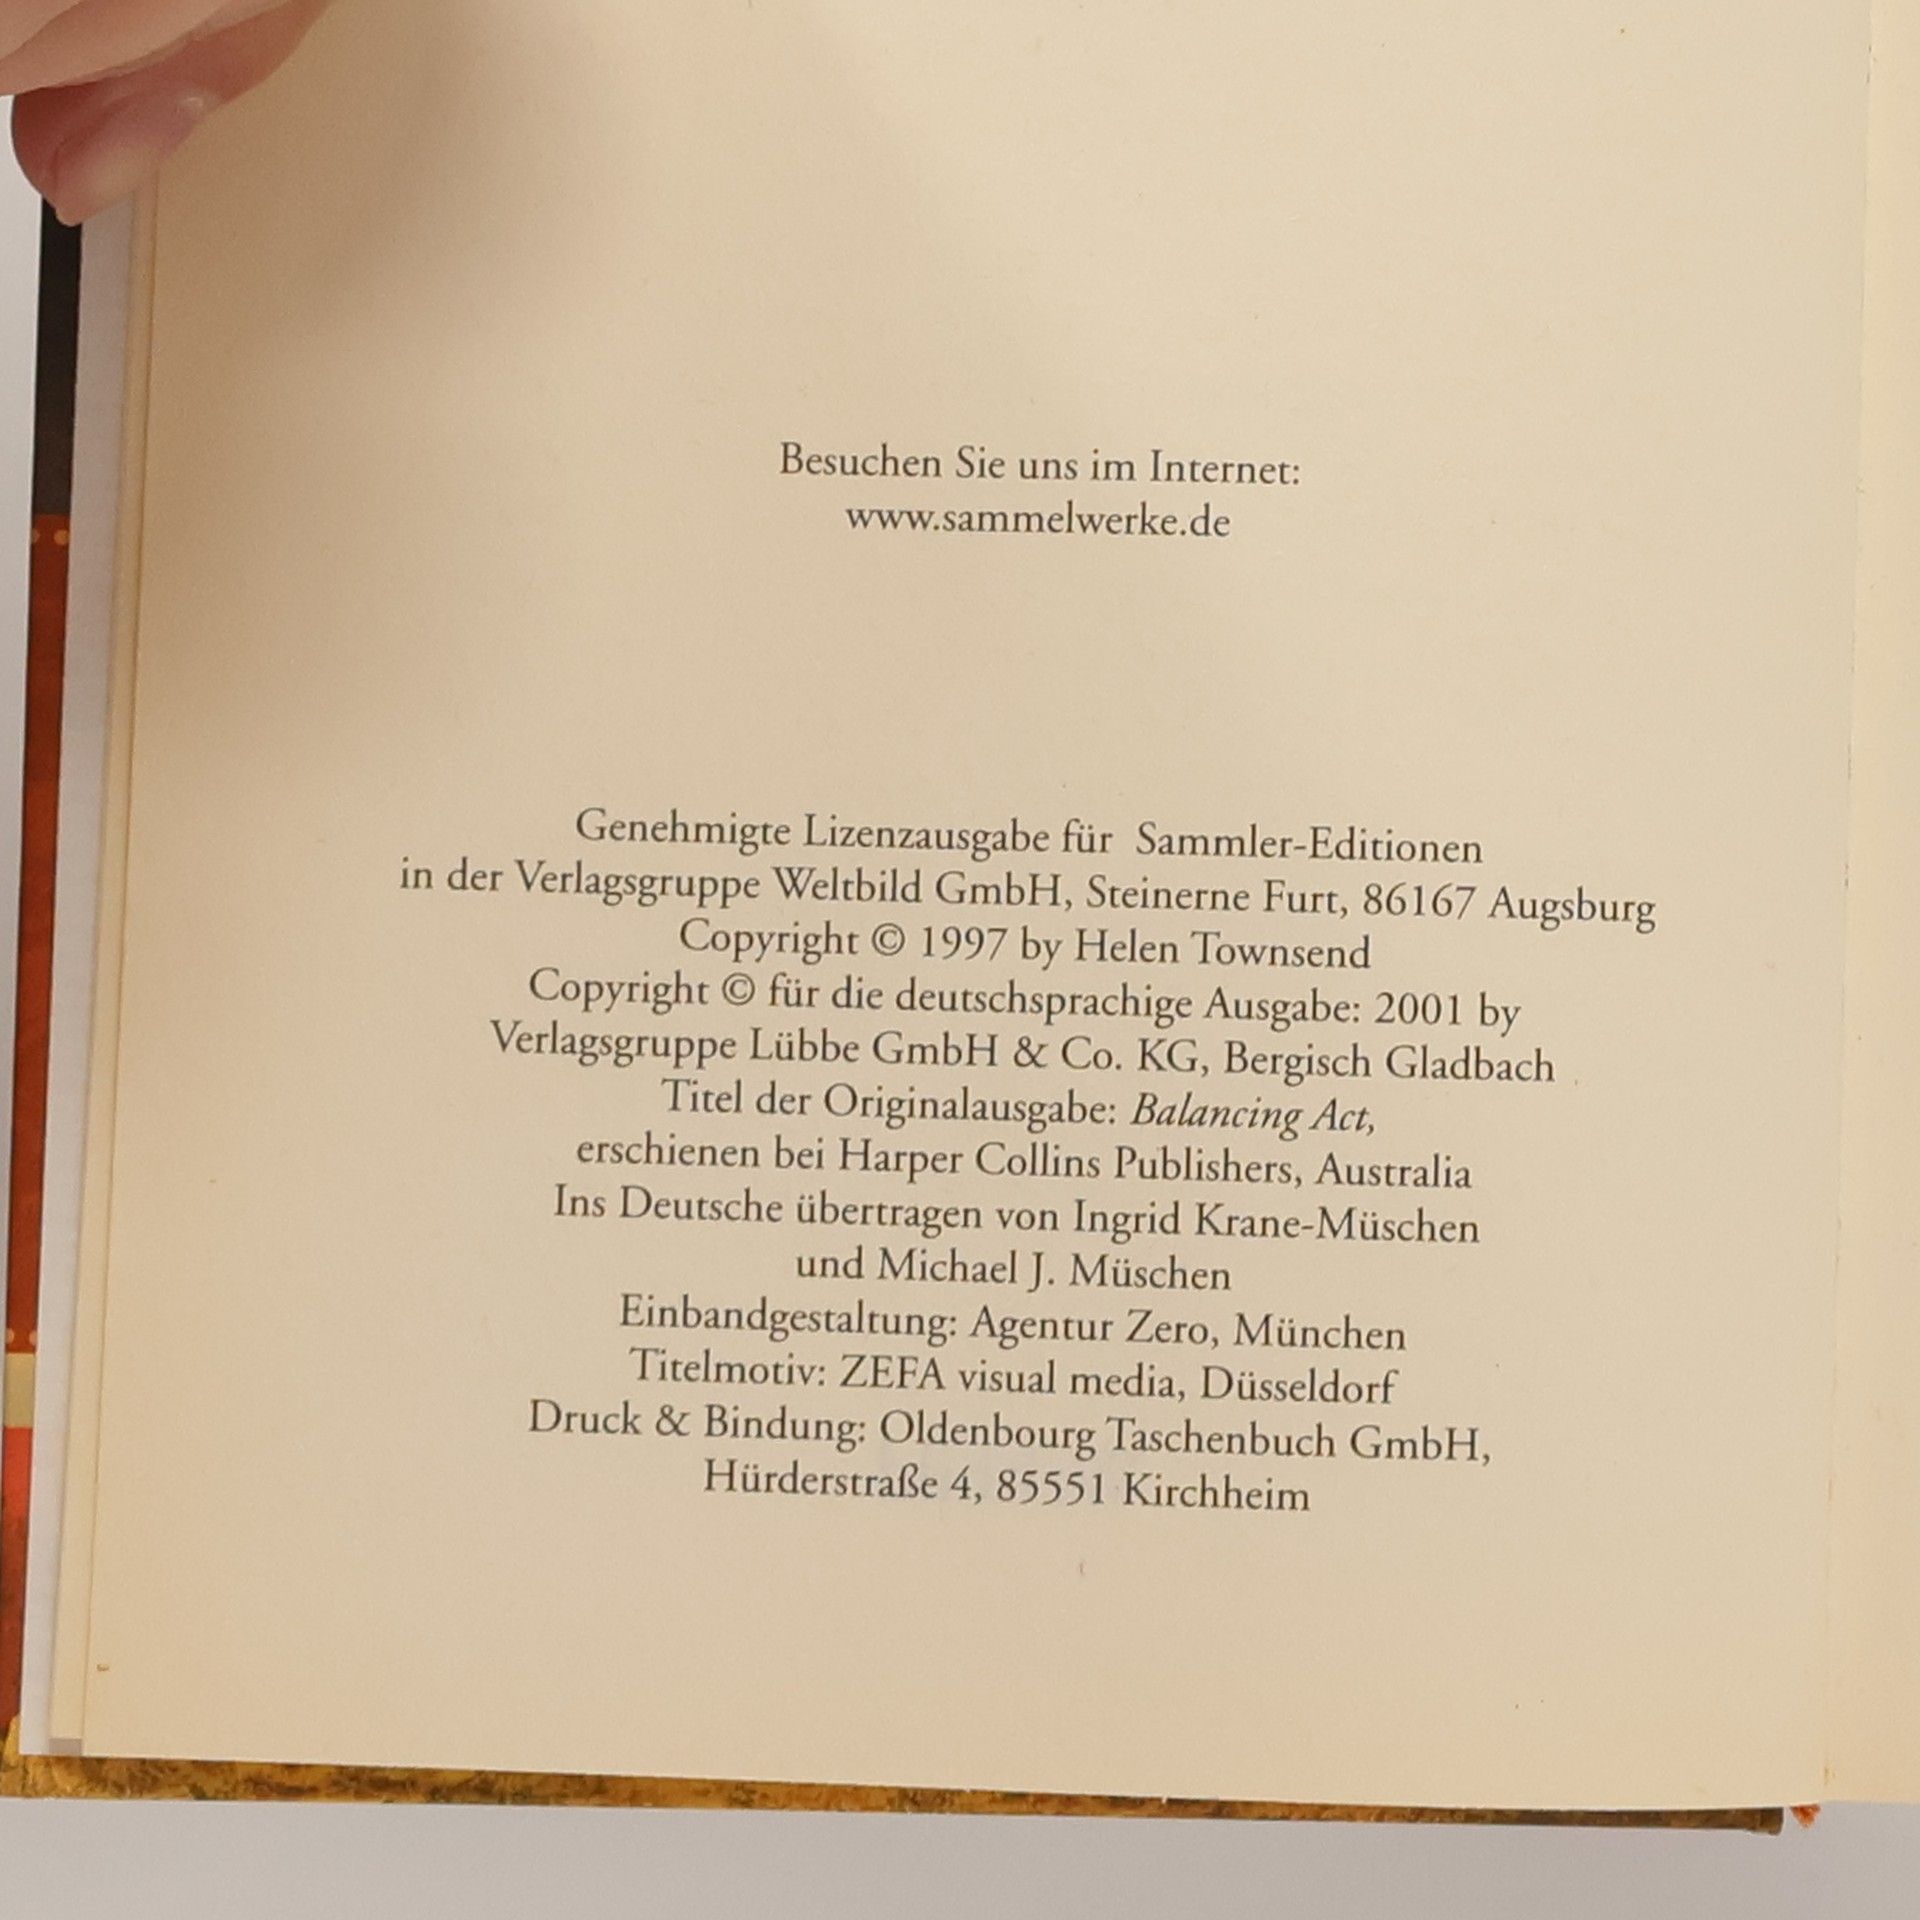 Besuchen Sie uns im Internet:
www.sammelwerke.de
Genehmigte Lizenzausgabe für Sammler-Editionen
in der Verlagsgruppe Weltbild GmbH, Steinerne Furt, 86167 Augsburg
Copyright © 1997 by Helen Townsend
Copyright © für die deutschsprachige Ausgabe: 2001 by
Verlagsgruppe Lübbe GmbH & Co. KG, Bergisch Gladbach
Titel der Originalausgabe: Balancing Act,
erschienen bei Harper Collins Publishers, Australia
Ins Deutsche übertragen von Ingrid Krane-Müschen
und Michael J. Müschen
Einbandgestaltung: Agentur Zero, München
Titelmotiv: ZEFA visual media, Düsseldorf
Druck & Bindung: Oldenbourg Taschenbuch GmbH,
Hürderstraße 4, 85551 Kirchheim